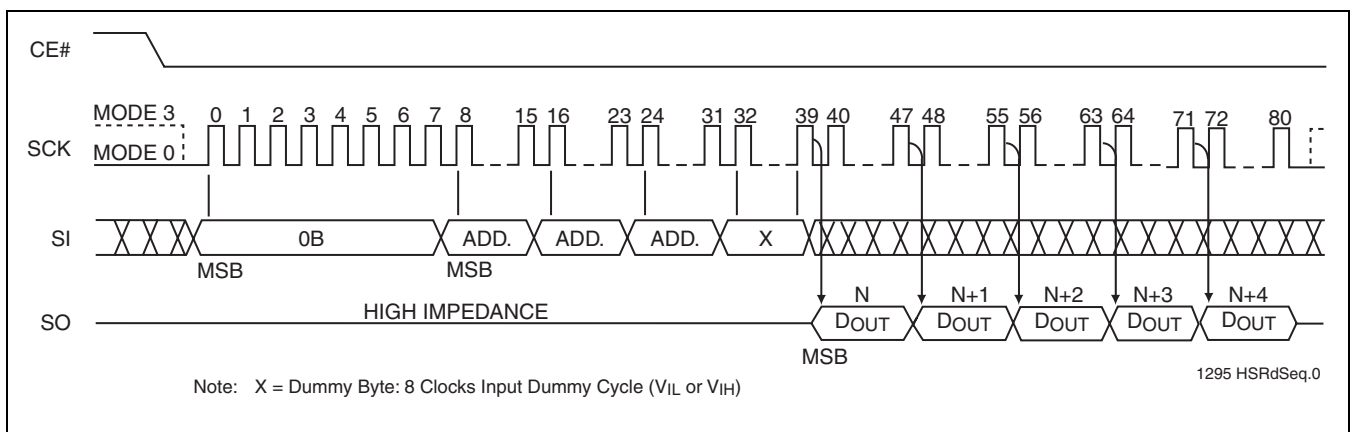 CE#
MODE 3
0 1 2 3 4 5 6 7 8 15 16 23 24 31 32 39 40 47 48 55 56 63 64 71 72 80
SCK
MODE 0
SI
0B
ADD.
ADD.
ADD.
X
MSB
MSB
N
N+1
N+2
N+3
N+4
HIGH IMPEDANCE
SO
DOUT
DOUT
DOUT
DOUT
DOUT
MSB
1295 HSRdSeq.0
Note: X = Dummy Byte: 8 Clocks Input Dummy Cycle (VIL or VIH)